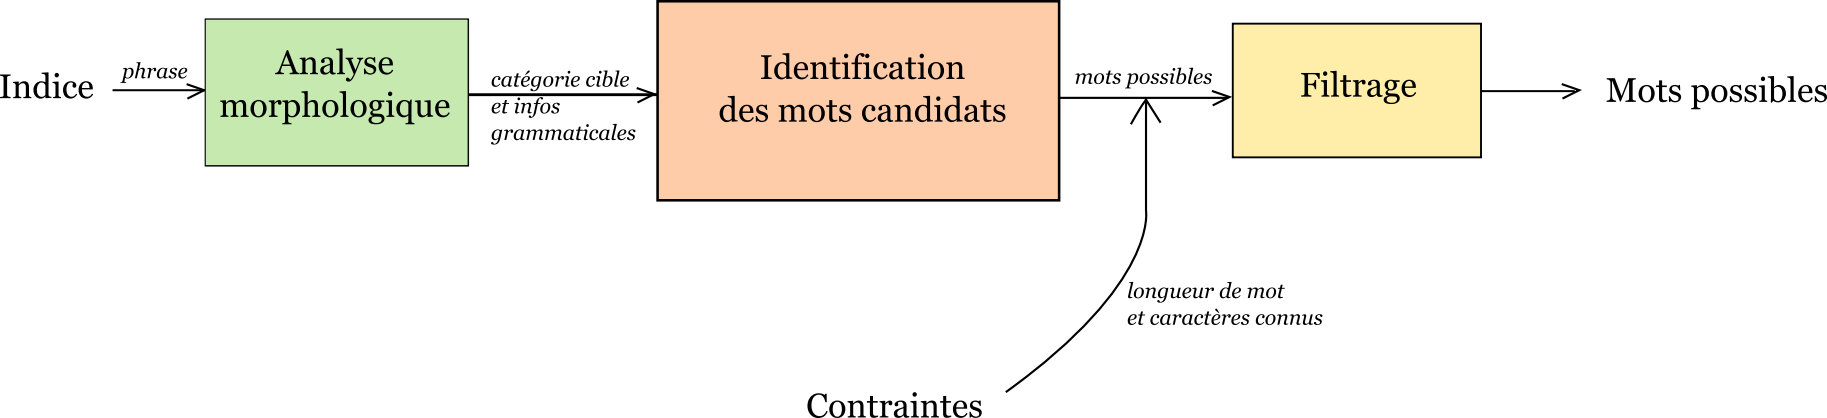 Indice
phrase
Analyse
morphologique
catégorie cible
et infos
grammaticales
Identification
des mots candidats
mots possibles
Filtrage
Mots possibles
longueur de mot
et caractères connus
Contraintes